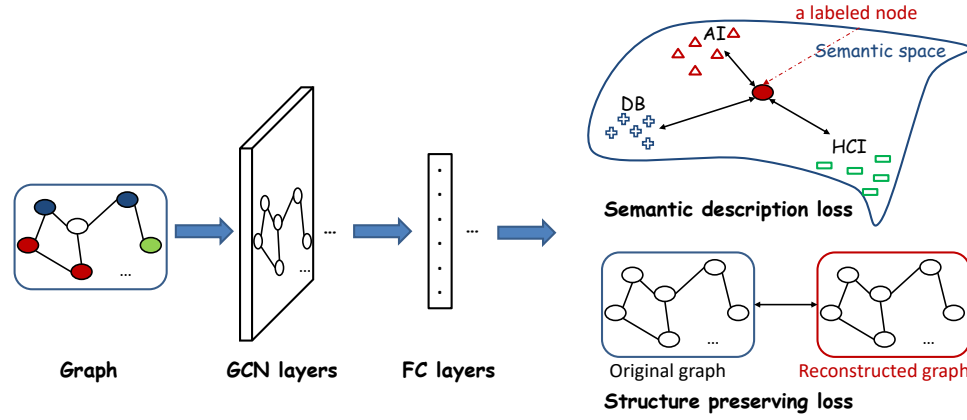 a labeled node
AI
Semantic space
DB
HCI
Semantic description loss
...
...
...
...
Graph
GCN layers
FC layers
...
...
Original graph
Reconstructed graph
Structure preserving loss